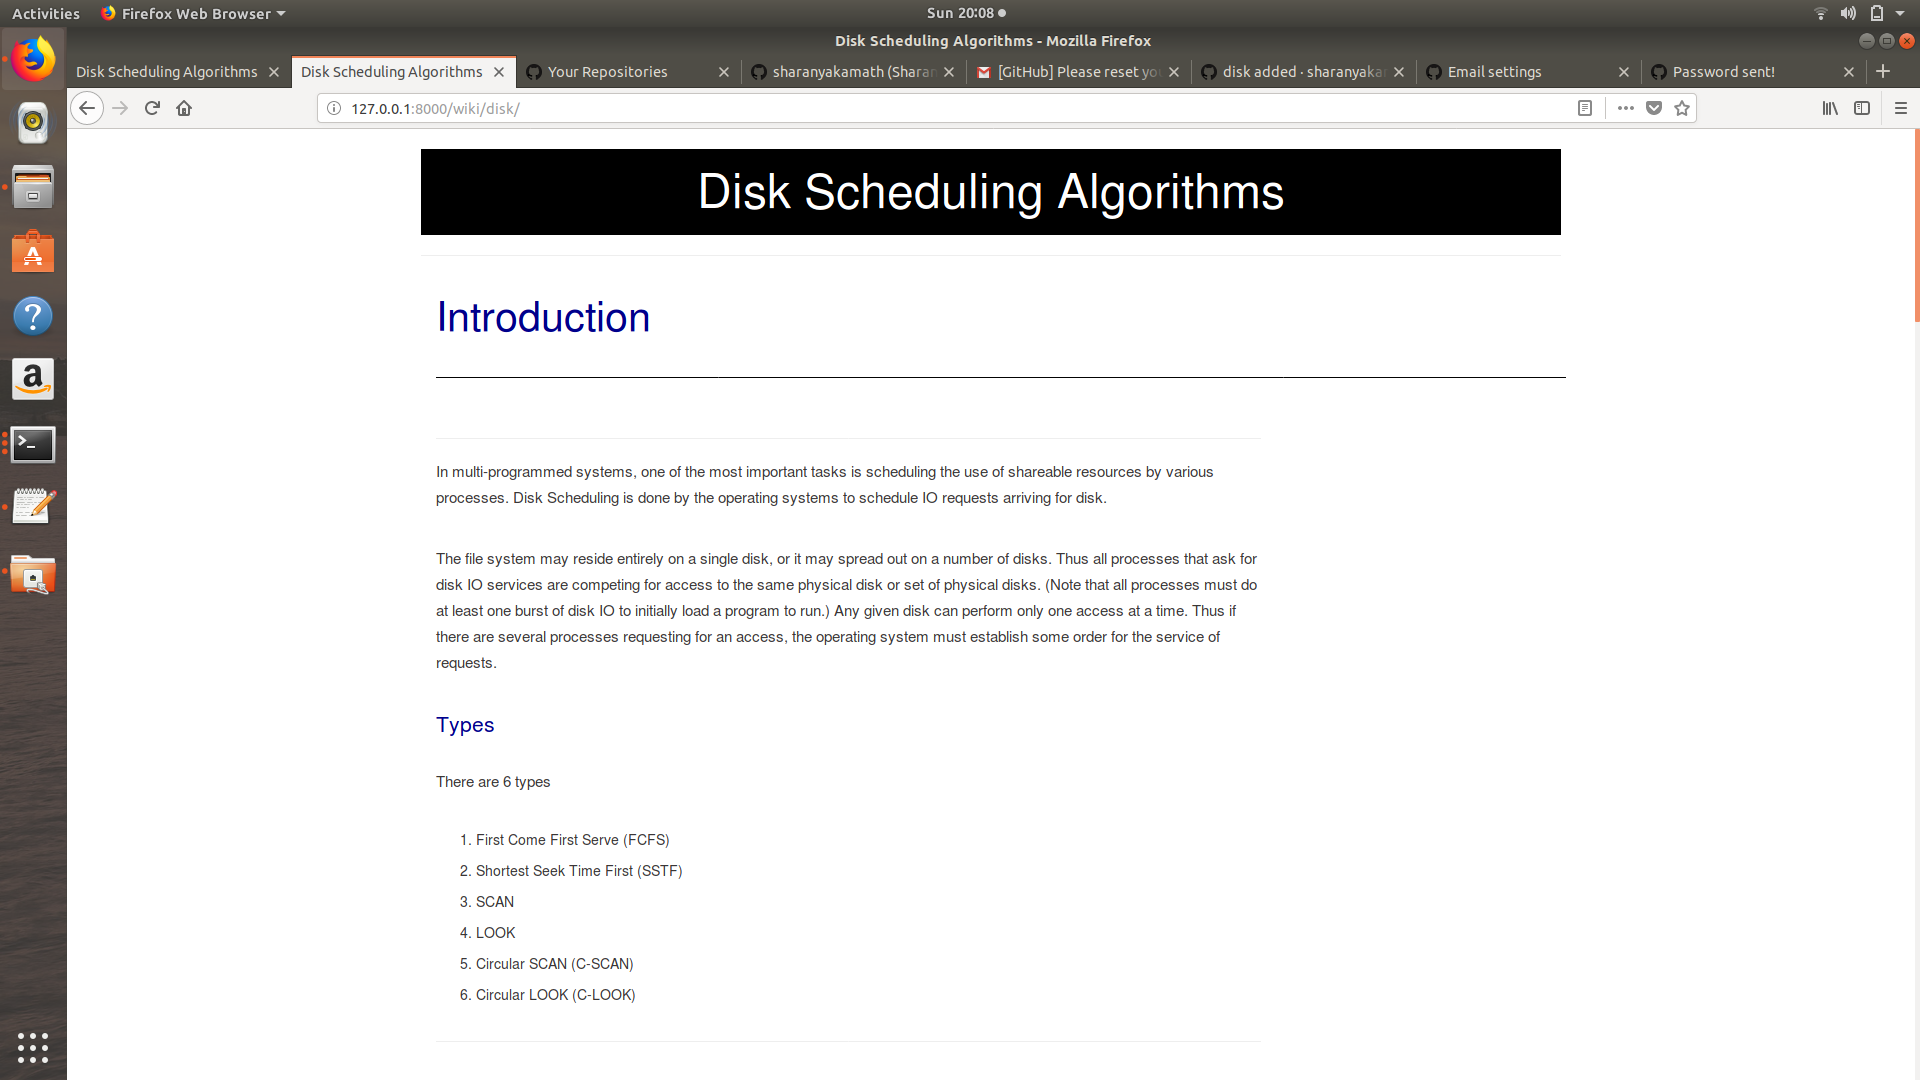 Activities
Firefox Web Browser
Sun 20:08
Disk Scheduling Algorithms - Mozilla Firefox
Disk Scheduling Algorithms
Disk Scheduling Algorithms
Your Repositories
sharanyakamath (Sharan
[GitHub] Please reset yo
disk added · sharanyaka
Email settings
Password sent!
127.0.0.1:8000/wiki/disk/
Disk Scheduling Algorithms
Introduction
In multi-programmed systems, one of the most important tasks is scheduling the use of shareable resources by various
processes. Disk Scheduling is done by the operating systems to schedule IO requests arriving for disk.
The file system may reside entirely on a single disk, or it may spread out on a number of disks. Thus all processes that ask for
disk IO services are competing for access to the same physical disk or set of physical disks. (Note that all processes must do
at least one burst of disk IO to initially load a program to run.) Any given disk can perform only one access at a time. Thus if
there are several processes requesting for an access, the operating system must establish some order for the service of
requests.
Types
There are 6 types
1. First Come First Serve (FCFS)
2. Shortest Seek Time First (SSTF)
3. SCAN
4. LOOK
5. Circular SCAN (C-SCAN)
6. Circular LOOK (C-LOOK)